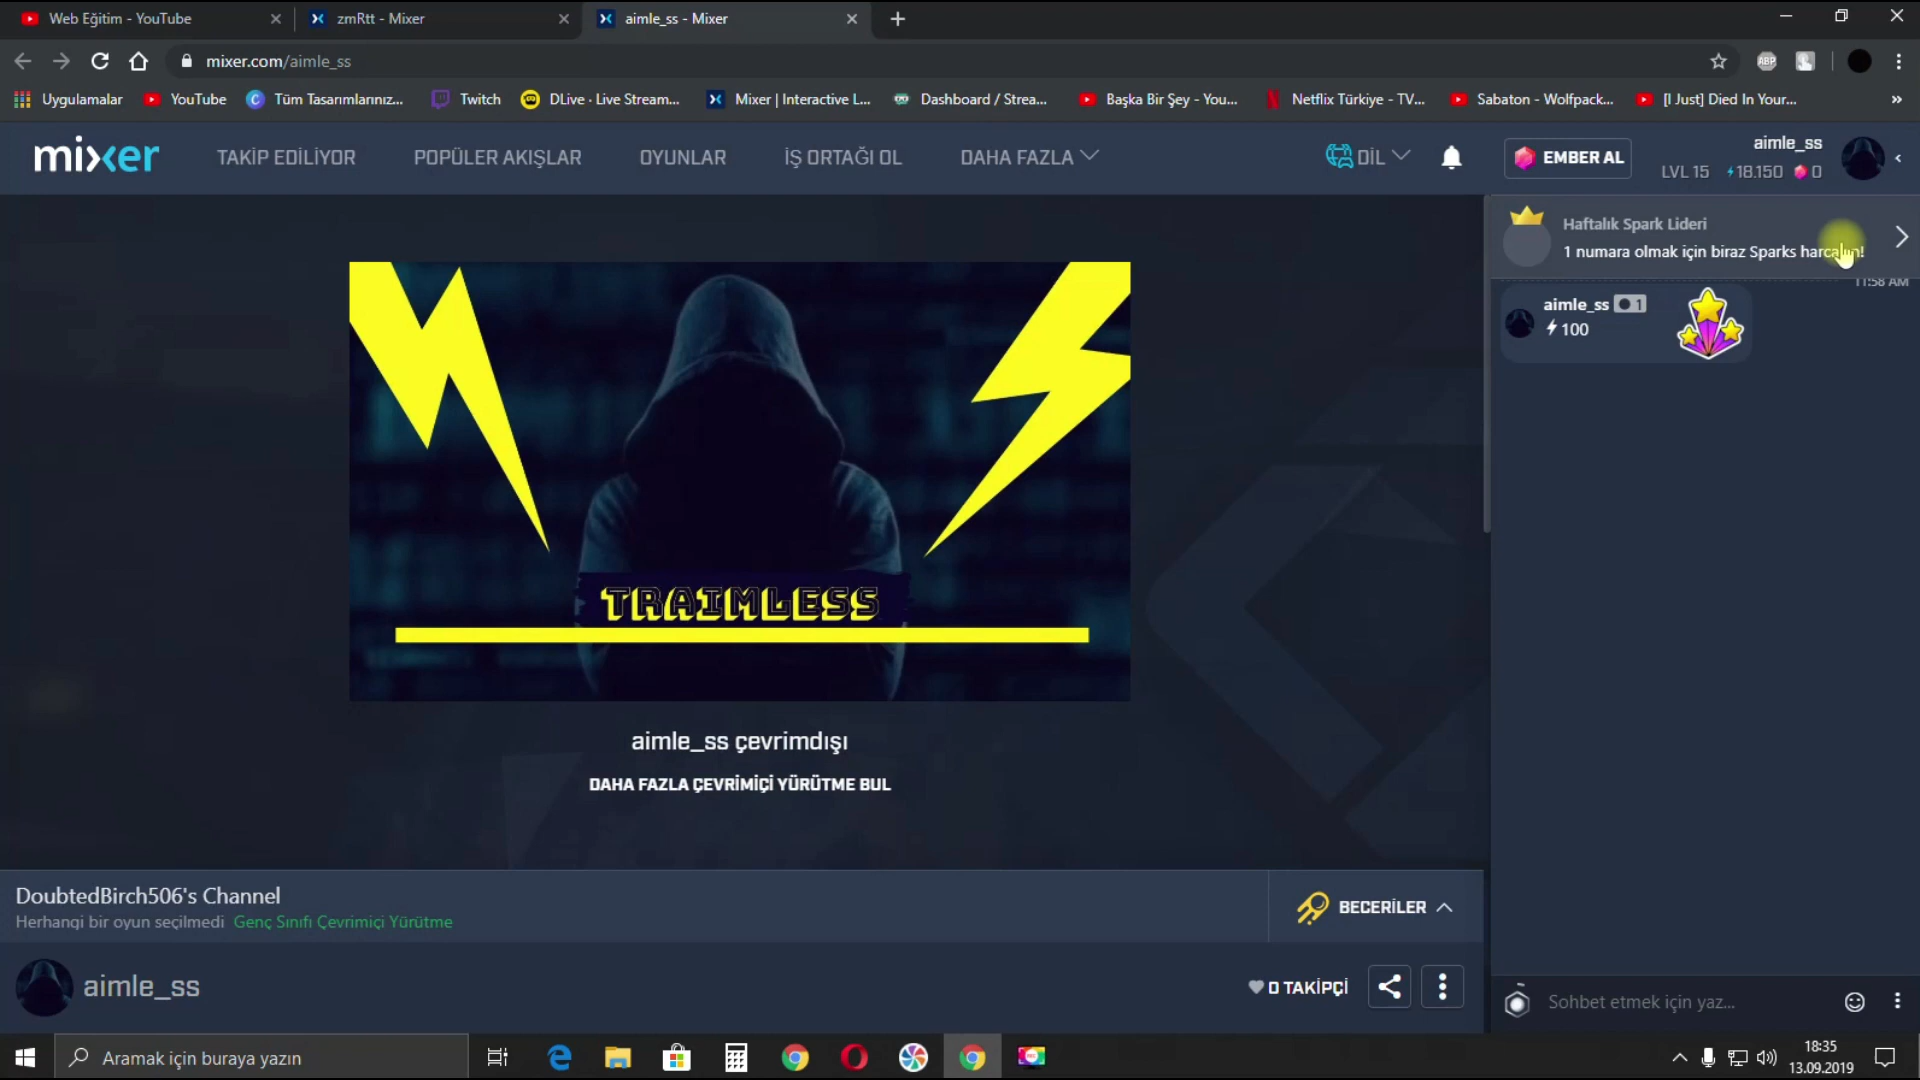 Web Eğitim - YouTube
zmRtt - Mixer
aimle_ss - Mixer
mixer.com/aimle_ss
ABP
Uygulamalar
YouTube
Tüm Tasarımlarınız...
Twitch
DLive · Live Stream...
Mixer | Interactive L...
Dashboard / Strea...
Başka Bir Şey - You...
Netflix Türkiye - TV...
Sabaton - Wolfpack...
[I Just] Died In Your...
»
mixer
TAKİP EDİLİYOR
POPÜLER AKIŞLAR
OYUNLAR
İŞ ORTAĞI OL
DAHA FAZLA
DİL
EMBER AL
aimle_ss
LVL 15 18.150 0
Haftalık Spark Lideri
1 numara olmak için biraz Sparks harcayın!
11:58 AM
aimle_ss 1
100
TRAIMLESS
aimle_ss çevrimdışı
DAHA FAZLA ÇEVRİMİÇİ YÜRÜTME BUL
DoubtedBirch506's Channel
Herhangi bir oyun seçilmedi Genç Sınıfı Çevrimiçi Yürütme
BECERİLER
aimle_ss
0 TAKİPÇİ
Sohbet etmek için yaz...
Aramak için buraya yazın
18:35
13.09.2019